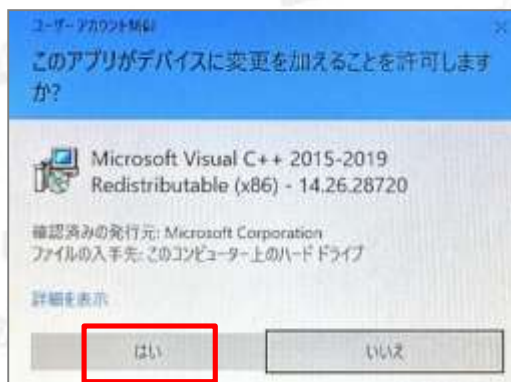 ユーザーアカウント制御
このアプリがデバイスに変更を加えることを許可します
か?
Microsoft Visual C++ 2015-2019
Redistributable (x86) - 14.26.28720
確認済みの発行元: Microsoft Corporation
ファイルの入手先: このコンピューター上のハード ドライブ
詳細を表示
はい
いいえ